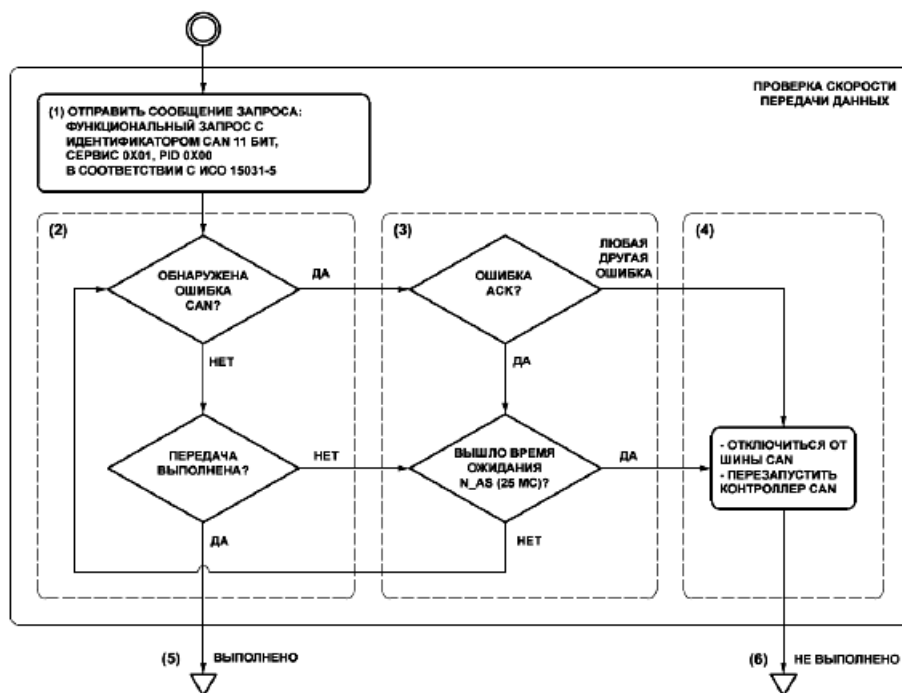 ПРОВЕРКА СКОРОСТИ
ПЕРЕДАЧИ ДАННЫХ
(1) ОТПРАВИТЬ СООБЩЕНИЕ ЗАПРОСА:
ФУНКЦИОНАЛЬНЫЙ ЗАПРОС С
ИДЕНТИФИКАТОРОМ CAN 11 БИТ,
СЕРВИС 0X01, PID 0X00
В СООТВЕТСТВИИ С ИСО 15031-5
(2)
ОБНАРУЖЕНА
ОШИБКА
CAN?
ДА
НЕТ
ПЕРЕДАЧА
ВЫПОЛНЕНА?
НЕТ
ДА
(3)
ОШИБКА
АСК?
ЛЮБАЯ
ДРУГАЯ
ОШИБКА
ДА
ВЫШЛО ВРЕМЯ
ОЖИДАНИЯ
N_AS (25 МС)?
ДА
НЕТ
(4)
- ОТКЛЮЧИТЬСЯ ОТ
ШИНЫ CAN
- ПЕРЕЗАПУСТИТЬ
КОНТРОЛЛЕР CAN
(5)
ВЫПОЛНЕНО
(6)
НЕ ВЫПОЛНЕНО